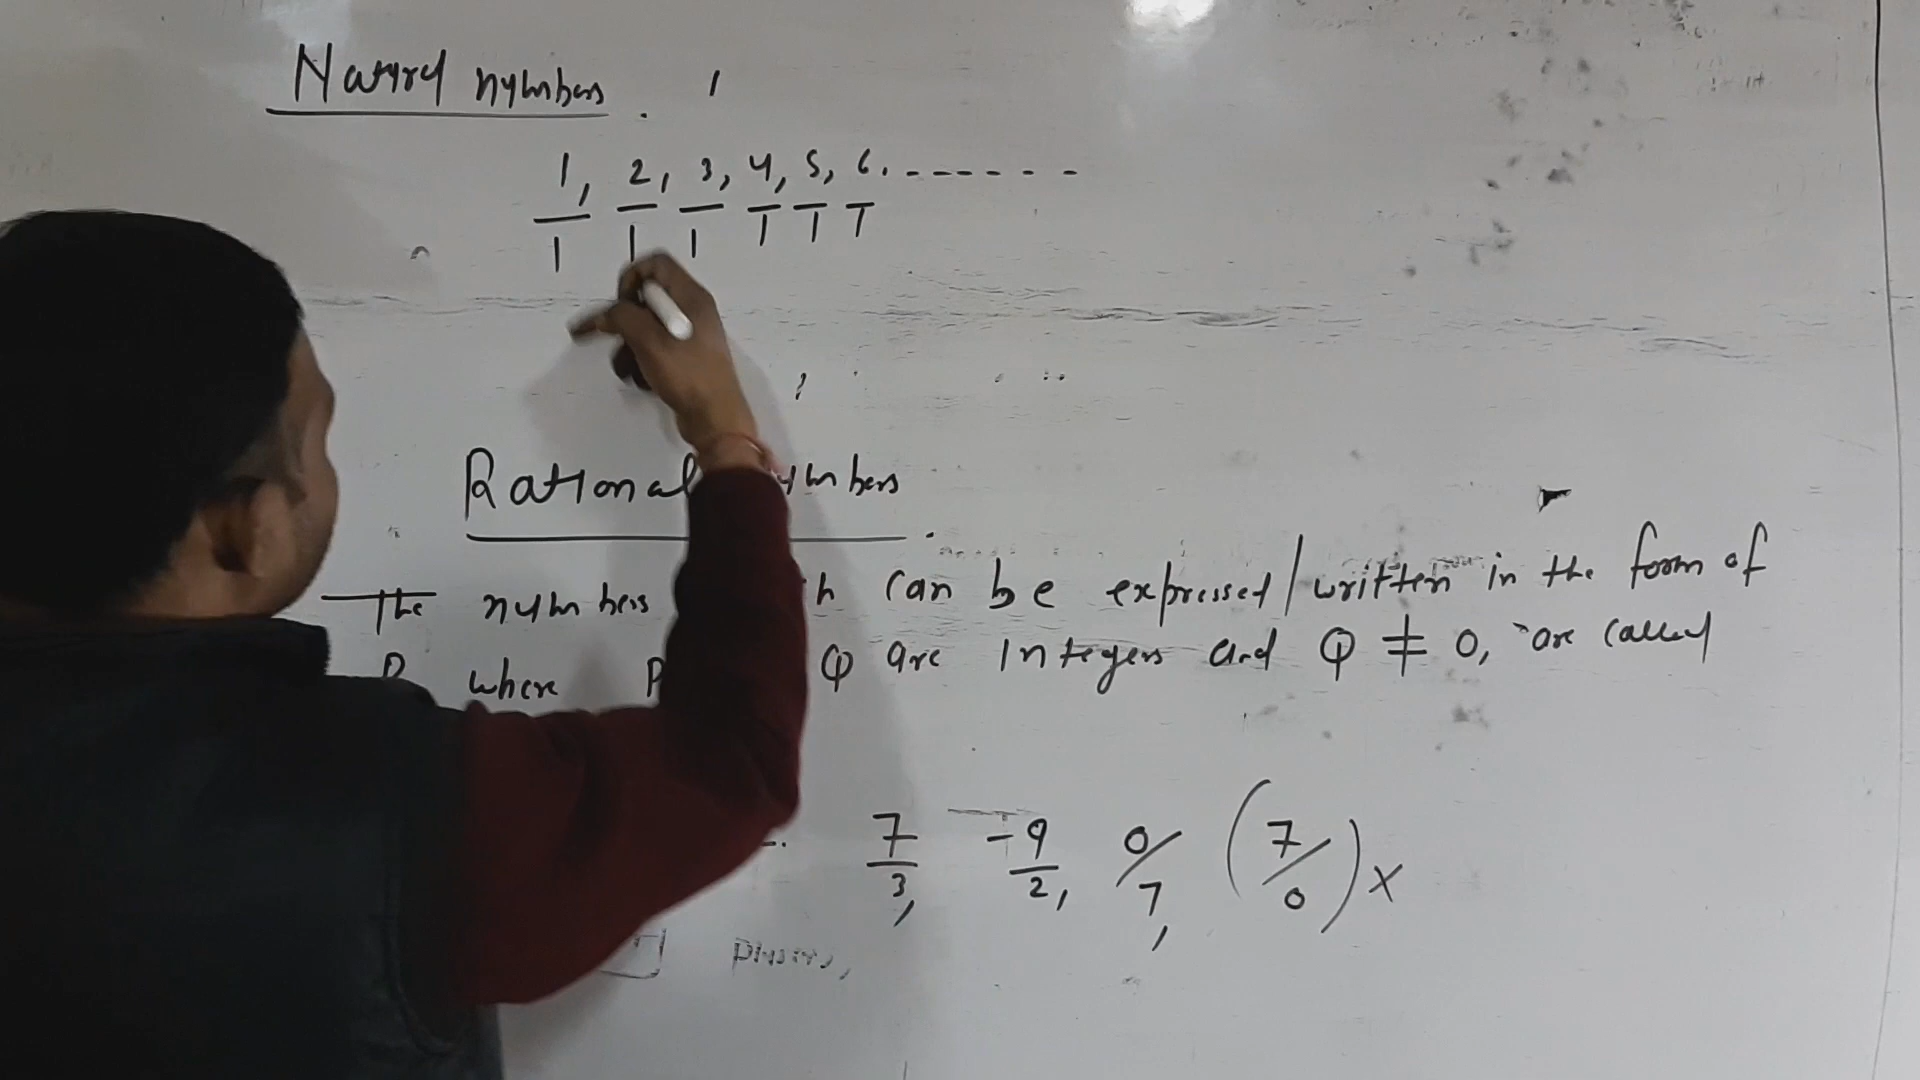 Natural numbers .
1, 2, 3, 4, 5, 6. - - - - - -
1 1 1 1 1 1
Rational numbers .
The numbers can be expressed/written in the form of
P where P Q are Integers and Q ≠ 0, are called
7/3, -9/2, 0/7, (7/0) x